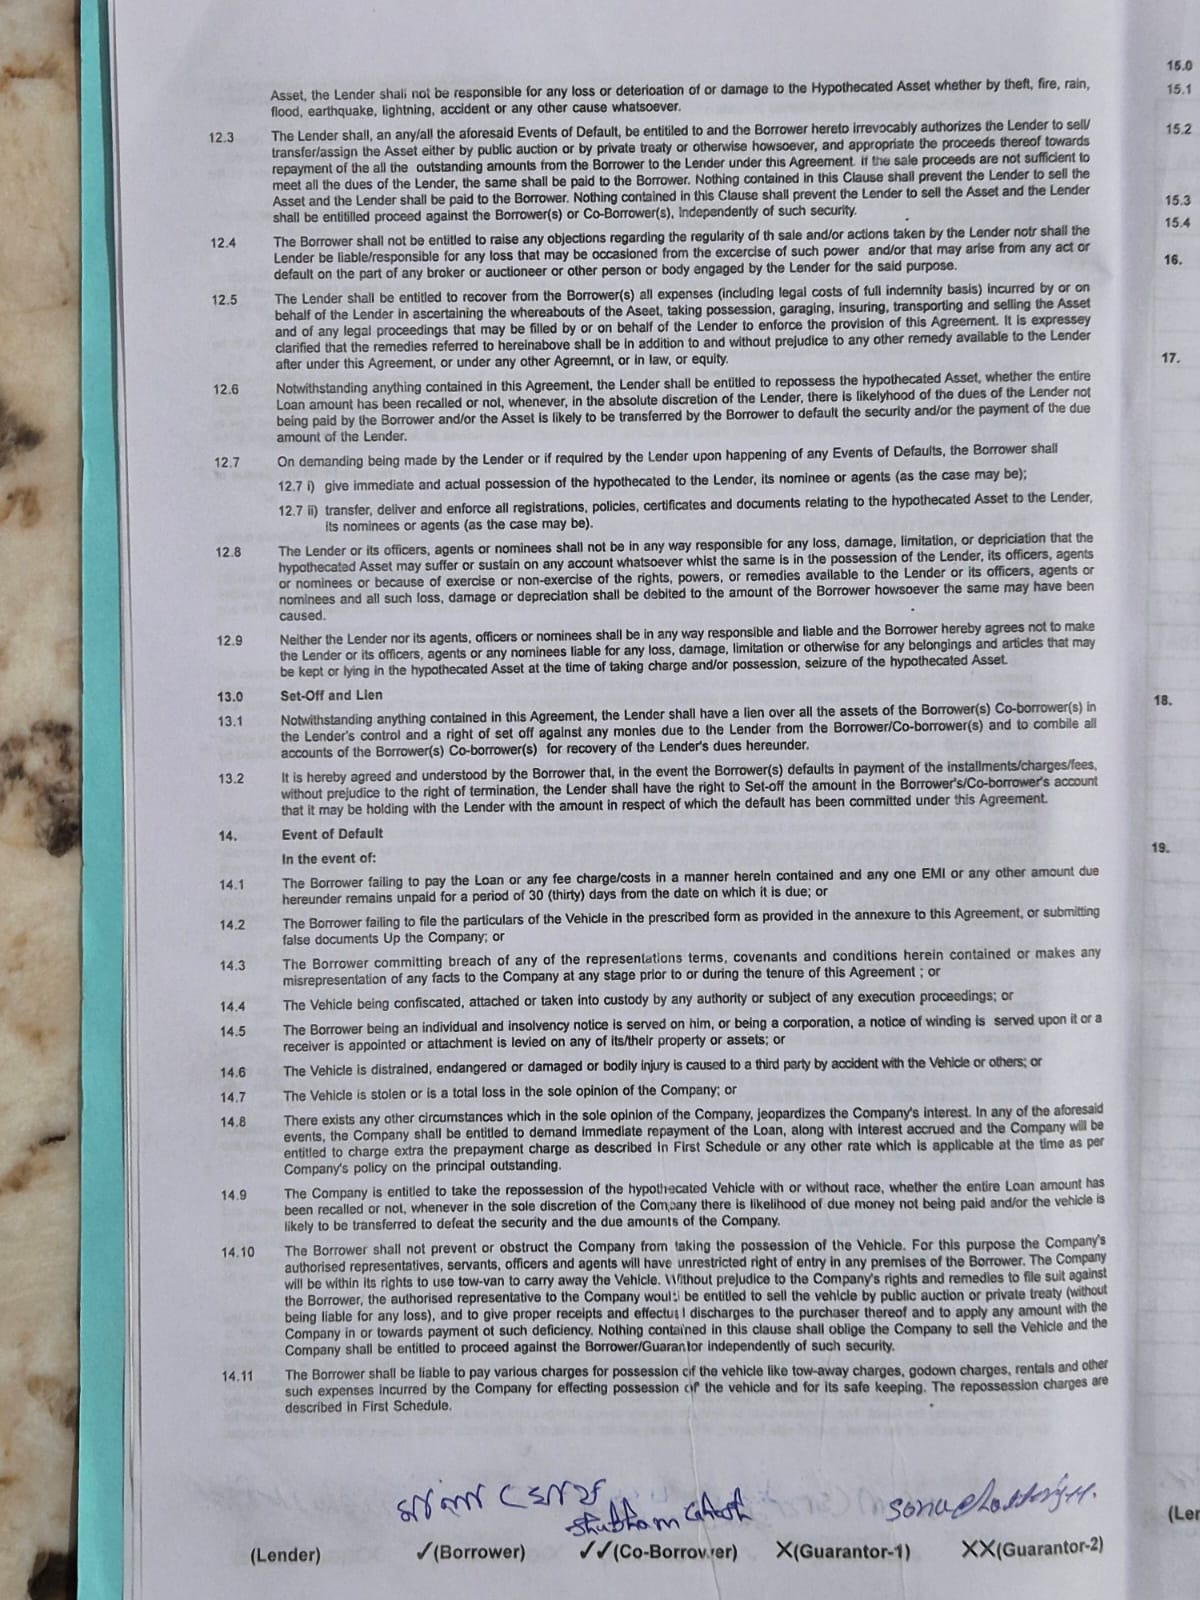 Asset, the Lender shall not be responsible for any loss or deterioation of or damage to the Hypothecated Asset whether by theft, fire, rain,
flood, earthquake, lightning, accident or any other cause whatsoever.
12.3 The Lender shall, an any/all the aforesaid Events of Default, be entitiled to and the Borrower hereto irrevocably authorizes the Lender to sell/
transfer/assign the Asset either by public auction or by private treaty or otherwise howsoever, and appropriate the proceeds thereof towards
repayment of the all the outstanding amounts from the Borrower to the Lender under this Agreement. if the sale proceeds are not sufficient to
meet all the dues of the Lender, the same shall be paid to the Borrower. Nothing contained in this Clause shall prevent the Lender to sell the
Asset and the Lender shall be paid to the Borrower. Nothing contained in this Clause shall prevent the Lender to sell the Asset and the Lender
shall be entitilled proceed against the Borrower(s) or Co-Borrower(s), Independently of such security.
12.4 The Borrower shall not be entitled to raise any objections regarding the regularity of th sale and/or actions taken by the Lender notr shall the
Lender be liable/responsible for any loss that may be occasioned from the excercise of such power and/or that may arise from any act or
default on the part of any broker or auctioneer or other person or body engaged by the Lender for the said purpose.
12.5 The Lender shall be entitled to recover from the Borrower(s) all expenses (including legal costs of full indemnity basis) incurred by or on
behalf of the Lender in ascertaining the whereabouts of the Aseet, taking possession, garaging, insuring, transporting and selling the Asset
and of any legal proceedings that may be filled by or on behalf of the Lender to enforce the provision of this Agreement. It is expressey
clarified that the remedies referred to hereinabove shall be in addition to and without prejudice to any other remedy available to the Lender
after under this Agreement, or under any other Agreemnt, or in law, or equity.
12.6 Notwithstanding anything contained in this Agreement, the Lender shall be entitled to repossess the hypothecated Asset, whether the entire
Loan amount has been recalled or not, whenever, in the absolute discretion of the Lender, there is likelyhood of the dues of the Lender not
being paid by the Borrower and/or the Asset is likely to be transferred by the Borrower to default the security and/or the payment of the due
amount of the Lender.
12.7 On demanding being made by the Lender or if required by the Lender upon happening of any Events of Defaults, the Borrower shall
12.7 i) give immediate and actual possession of the hypothecated to the Lender, its nominee or agents (as the case may be);
12.7 ii) transfer, deliver and enforce all registrations, policies, certificates and documents relating to the hypothecated Asset to the Lender,
its nominees or agents (as the case may be).
12.8 The Lender or its officers, agents or nominees shall not be in any way responsible for any loss, damage, limitation, or depriciation that the
hypothecated Asset may suffer or sustain on any account whatsoever whist the same is in the possession of the Lender, its officers, agents
or nominees or because of exercise or non-exercise of the rights, powers, or remedies available to the Lender or its officers, agents or
nominees and all such loss, damage or depreciation shall be debited to the amount of the Borrower howsoever the same may have been
caused.
12.9 Neither the Lender nor its agents, officers or nominees shall be in any way responsible and liable and the Borrower hereby agrees not to make
the Lender or its officers, agents or any nominees liable for any loss, damage, limitation or otherwise for any belongings and articles that may
be kept or lying in the hypothecated Asset at the time of taking charge and/or possession, seizure of the hypothecated Asset.
13.0 Set-Off and Lien
13.1 Notwithstanding anything contained in this Agreement, the Lender shall have a lien over all the assets of the Borrower(s) Co-borrower(s) in
the Lender's control and a right of set off against any monies due to the Lender from the Borrower/Co-borrower(s) and to combile all
accounts of the Borrower(s) Co-borrower(s) for recovery of the Lender's dues hereunder.
13.2 It is hereby agreed and understood by the Borrower that, in the event the Borrower(s) defaults in payment of the installments/charges/fees,
without prejudice to the right of termination, the Lender shall have the right to Set-off the amount in the Borrower's/Co-borrower's account
that it may be holding with the Lender with the amount in respect of which the default has been committed under this Agreement.
14. Event of Default
In the event of:
14.1 The Borrower failing to pay the Loan or any fee charge/costs in a manner herein contained and any one EMI or any other amount due
hereunder remains unpaid for a period of 30 (thirty) days from the date on which it is due; or
14.2 The Borrower failing to file the particulars of the Vehicle in the prescribed form as provided in the annexure to this Agreement, or submitting
false documents Up the Company; or
14.3 The Borrower committing breach of any of the representations terms, covenants and conditions herein contained or makes any
misrepresentation of any facts to the Company at any stage prior to or during the tenure of this Agreement ; or
14.4 The Vehicle being confiscated, attached or taken into custody by any authority or subject of any execution proceedings; or
14.5 The Borrower being an individual and insolvency notice is served on him, or being a corporation, a notice of winding is served upon it or a
receiver is appointed or attachment is levied on any of its/their property or assets; or
14.6 The Vehicle is distrained, endangered or damaged or bodily injury is caused to a third party by accident with the Vehicle or others; or
14.7 The Vehicle is stolen or is a total loss in the sole opinion of the Company; or
14.8 There exists any other circumstances which in the sole opinion of the Company, jeopardizes the Company's interest. In any of the aforesaid
events, the Company shall be entitled to demand immediate repayment of the Loan, along with interest accrued and the Company will be
entitled to charge extra the prepayment charge as described in First Schedule or any other rate which is applicable at the time as per
Company's policy on the principal outstanding.
14.9 The Company is entitled to take the repossession of the hypothecated Vehicle with or without race, whether the entire Loan amount has
been recalled or not, whenever in the sole discretion of the Company there is likelihood of due money not being paid and/or the vehicle is
likely to be transferred to defeat the security and the due amounts of the Company.
14.10 The Borrower shall not prevent or obstruct the Company from taking the possession of the Vehicle. For this purpose the Company's
authorised representatives, servants, officers and agents will have unrestricted right of entry in any premises of the Borrower. The Company
will be within its rights to use tow-van to carry away the Vehicle. Without prejudice to the Company's rights and remedies to file suit against
the Borrower, the authorised representative to the Company would be entitled to sell the vehicle by public auction or private treaty (without
being liable for any loss), and to give proper receipts and effectual discharges to the purchaser thereof and to apply any amount with the
Company in or towards payment ot such deficiency. Nothing contained in this clause shall oblige the Company to sell the Vehicle and the
Company shall be entitled to proceed against the Borrower/Guarantor independently of such security.
14.11 The Borrower shall be liable to pay various charges for possession of the vehicle like tow-away charges, godown charges, rentals and other
such expenses incurred by the Company for effecting possession of the vehicle and for its safe keeping. The repossession charges are
described in First Schedule.
Shubham Ghosh
(Lender) ✓(Borrower) ✓✓(Co-Borrower) X(Guarantor-1) XX(Guarantor-2)
15.0
15.1
15.2
15.3
15.4
16.
17.
18.
19.
(Ler